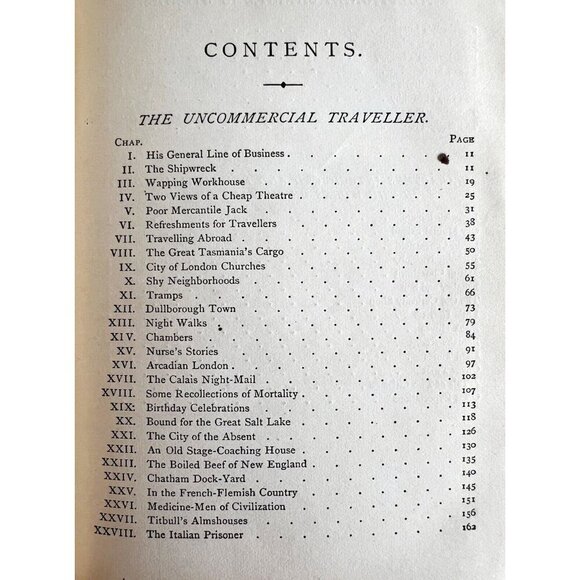 CONTENTS.
THE UNCOMMERCIAL TRAVELLER.
CHAP. PAGE
I. His General Line of Business . . . . . . . 11
II. The Shipwreck . . . . . . . . . 11
III. Wapping Workhouse . . . . . . . . 19
IV. Two Views of a Cheap Theatre . . . . . . . 25
V. Poor Mercantile Jack . . . . . . . . 31
VI. Refreshments for Travellers . . . . . . . 38
VII. Travelling Abroad . . . . . . . . 43
VIII. The Great Tasmania's Cargo . . . . . . . 50
IX. City of London Churches . . . . . . . 55
X. Shy Neighborhoods . . . . . . . . 61
XI. Tramps . . . . . . . . . 66
XII. Dullborough Town . . . . . . . . 73
XIII. Night Walks . . . . . . . . . 79
XIV. Chambers . . . . . . . . . 84
XV. Nurse's Stories . . . . . . . . 91
XVI. Arcadian London . . . . . . . . 97
XVII. The Calais Night-Mail . . . . . . . . 102
XVIII. Some Recollections of Mortality . . . . . . 107
XIX. Birthday Celebrations . . . . . . . . 113
XX. Bound for the Great Salt Lake . . . . . . 118
XXI. The City of the Absent . . . . . . . 126
XXII. An Old Stage-Coaching House . . . . . . 130
XXIII. The Boiled Beef of New England . . . . . . 135
XXIV. Chatham Dock-Yard . . . . . . . . 140
XXV. In the French-Flemish Country . . . . . . 145
XXVI. Medicine-Men of Civilization . . . . . . 151
XXVII. Titbull's Almshouses . . . . . . . . 156
XXVIII. The Italian Prisoner . . . . . . . . 162